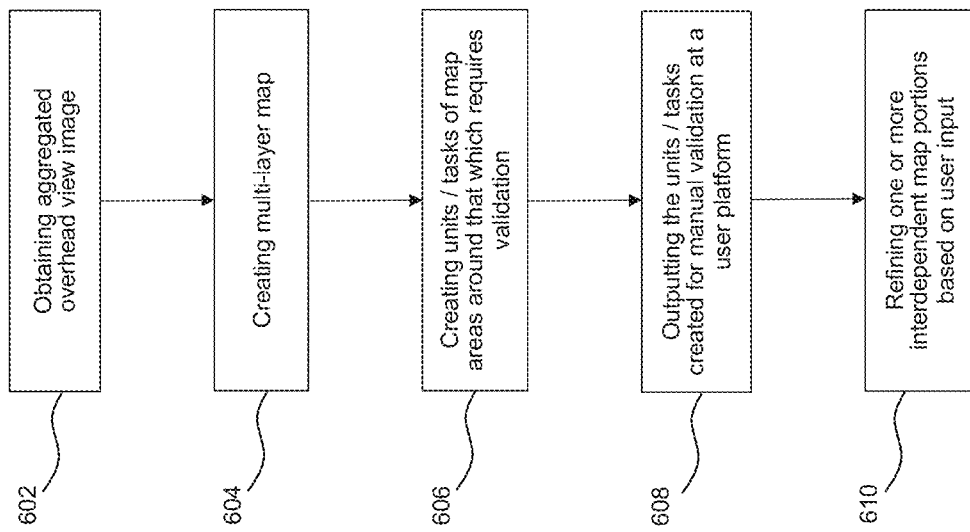 602
Obtaining aggregated
overhead view image
604
Creating multi-layer map
606
Creating units / tasks of map
areas around that which requires
validation
608
Outputting the units / tasks
created for manual validation at a
user platform
610
Refining one or more
interdependent map portions
based on user input